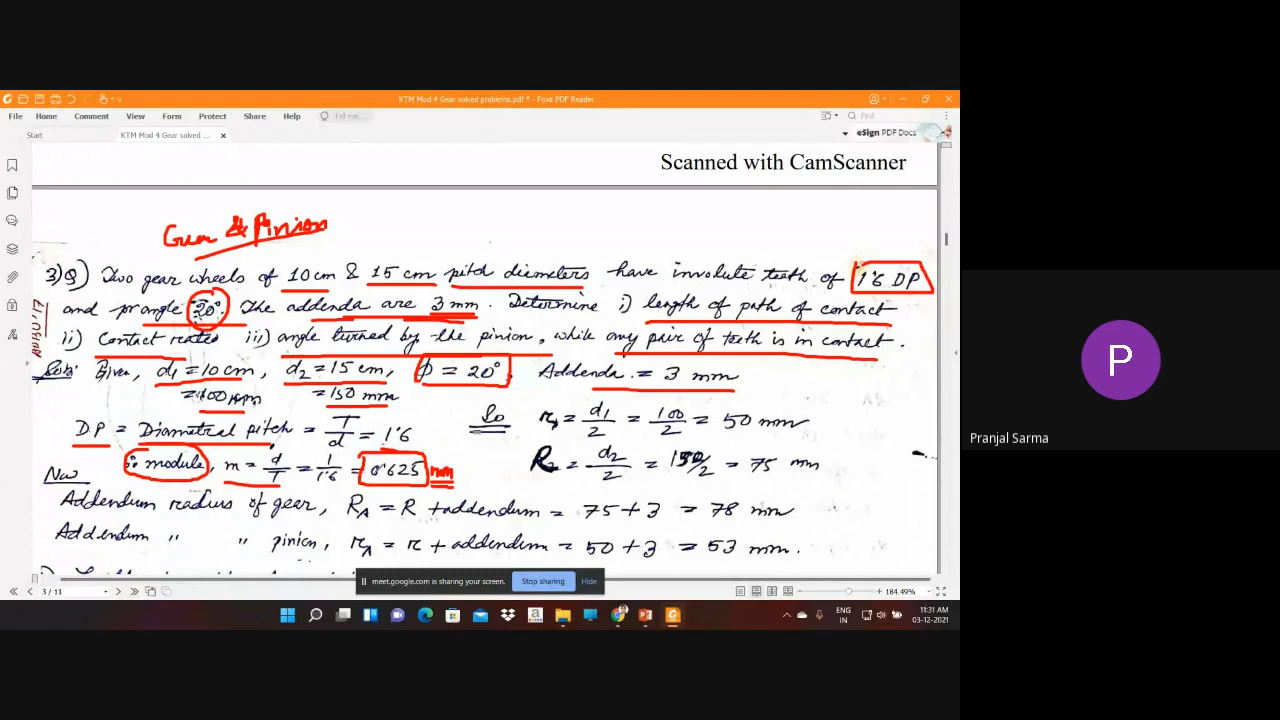 KTM Mod 4 Gear solved problems.pdf * - Foxit PDF Reader
File Home Comment View Form Protect Share Help Tell me... Find
Start KTM Mod 4 Gear solved ... eSign PDF Docs
Scanned with CamScanner
Gear & Pinion
3) Q) Two gear wheels of 10 cm & 15 cm pitch diameters have involute teeth of 1.6 DP
and pr angle 20°. The addenda are 3 mm. Determine i) length of path of contact
ii) Contact ratio iii) angle turned by the pinion, while any pair of teeth is in contact.
Soln: Given, d1 = 10 cm, d2 = 15 cm, Φ = 20°. Addenda = 3 mm
= 100 mm = 150 mm
So r1 = d1/2 = 100/2 = 50 mm
DP = Diametral pitch = T/d = 1.6
∴ module, m = d/T = 1/1.6 = 0.625 mm
R2 = d2/2 = 150/2 = 75 mm
Now
Addendum radius of gear, RA = R + addendum = 75 + 3 = 78 mm
Addendum " " pinion, rA = r + addendum = 50 + 3 = 53 mm.
meet.google.com is sharing your screen. Stop sharing Hide
3 / 11 184.49%
ENG
IN
11:31 AM
03-12-2021
P
Pranjal Sarma